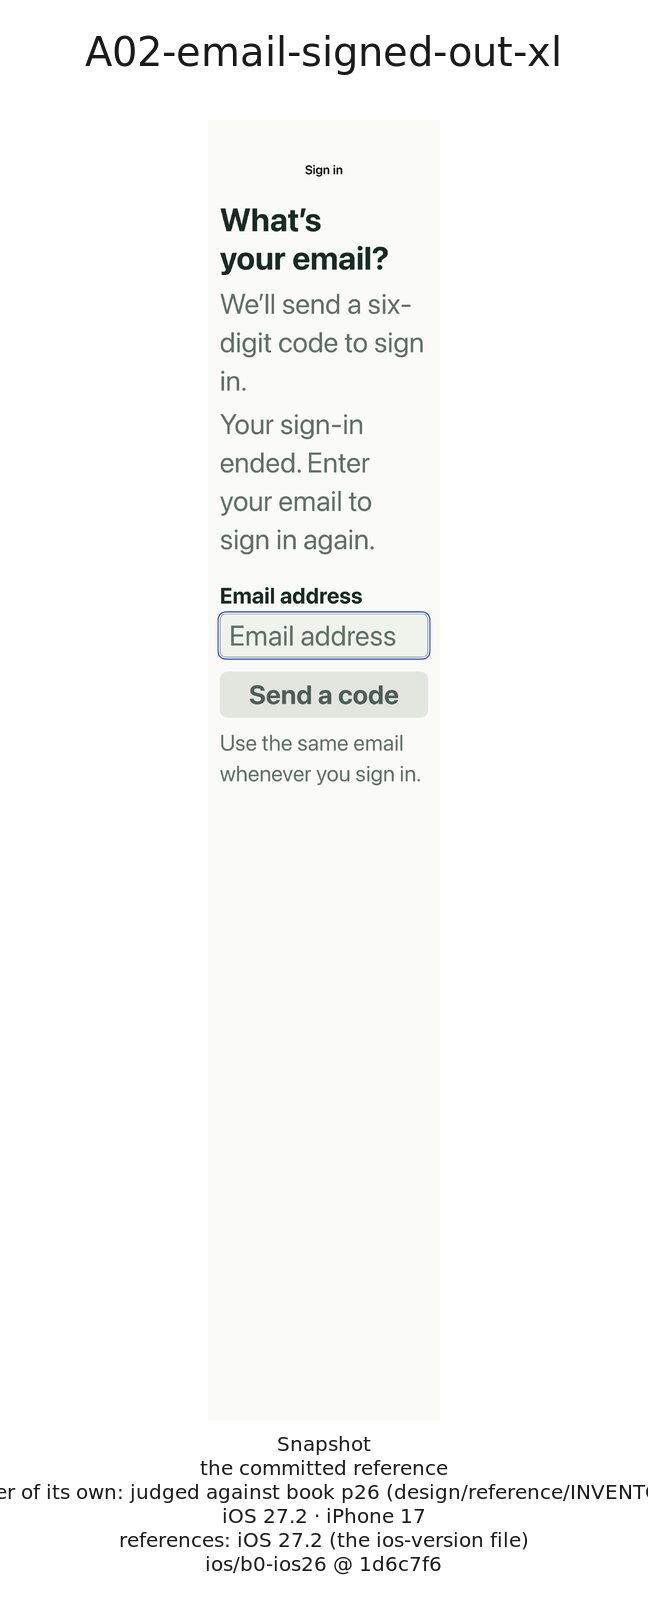 A02-email-signed-out-xl
Sign in
What’s
your email?
We’ll send a six-
digit code to sign
in.
Your sign-in
ended. Enter
your email to
sign in again.
Email address
Email address
Send a code
Use the same email
whenever you sign in.
Snapshot
the committed reference
of its own: judged against book p26 (design/reference/
iOS 27.2 · iPhone 17
references: iOS 27.2 (the ios-version file)
ios/b0-ios26 @ 1d6c7f6